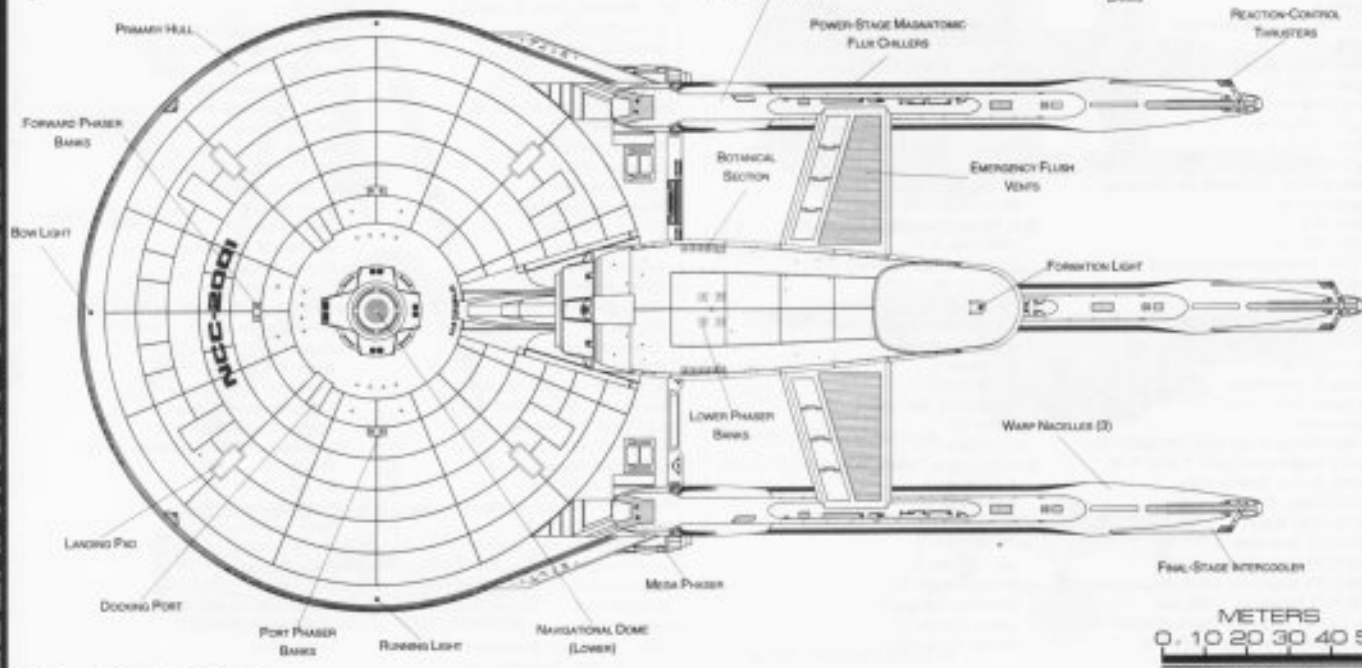 PRIMARY HULL
POWER-STAGE MAGNATOMIC
FLUX CHILLERS
REACTION-CONTROL
THRUSTERS
FORWARD PHASER
BANKS
BOTANICAL
SECTION
EMERGENCY FLUSH
VENTS
BOW LIGHT
NCC-2001
FORMATION LIGHT
LOWER PHASER
BANKS
WARP NACELLES (3)
LANDING PAD
MEGA PHASER
FINAL-STAGE INTERCOOLER
DOCKING PORT
PORT PHASER
BANKS
RUNNING LIGHT
NAVIGATIONAL DOME
(LOWER)
METERS
0. 10 20 30 40 5